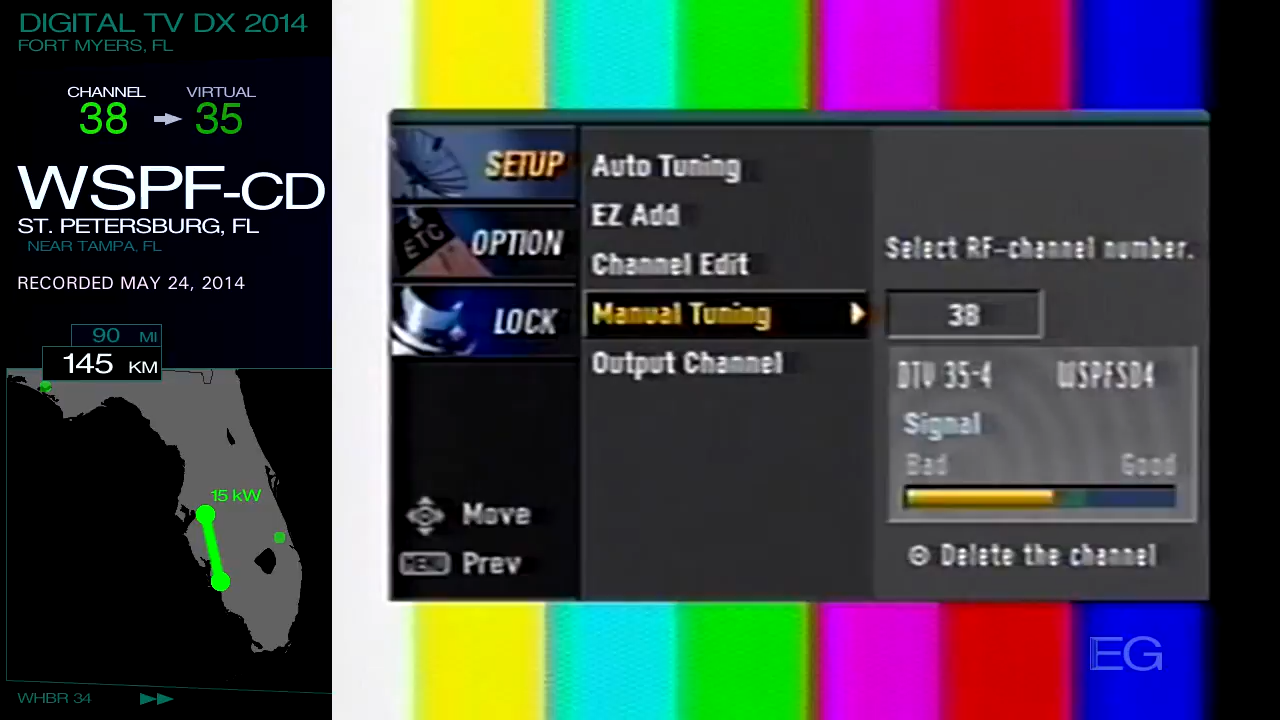 DIGITAL TV DX 2014
FORT MYERS, FL
CHANNEL VIRTUAL
38 35
WSPF-CD
ST. PETERSBURG, FL
NEAR TAMPA, FL
RECORDED MAY 24, 2014
90 MI
145 KM
15 kW
WHBR 34
SETUP
OPTION
ETC
LOCK
Move
MENU Prev
Auto Tuning
EZ Add
Channel Edit
Manual Tuning
Output Channel
Select RF-channel number.
38
DTV 35-4 WSPFSD4
Signal
Bad Good
Delete the channel
EG